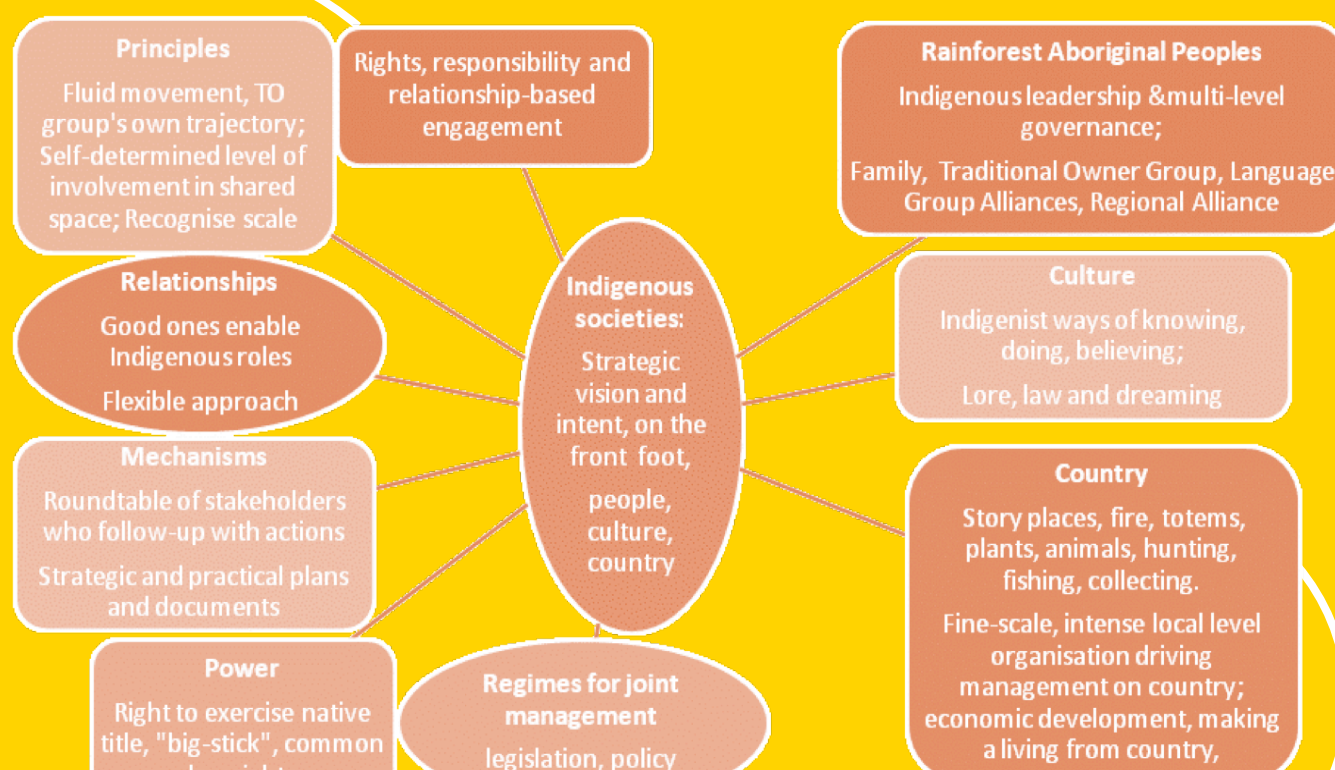 Principles
Fluid movement, TO
group's own trajectory;
Self-determined level of
involvement in shared
space; Recognise scale
Rights, responsibility and
relationship-based
engagement
Rainforest Aboriginal Peoples
Indigenous leadership &multi-level
governance;
Family, Traditional Owner Group, Language
Group Alliances, Regional Alliance
Relationships
Good ones enable
Indigenous roles
Flexible approach
Indigenous
societies:
Strategic
vision and
intent, on the
front foot,
people,
culture,
country
Culture
Indigenist ways of knowing,
doing, believing;
Lore, law and dreaming
Mechanisms
Roundtable of stakeholders
who follow-up with actions
Strategic and practical plans
and documents
Country
Story places, fire, totems,
plants, animals, hunting,
fishing, collecting.
Fine-scale, intense local level
organisation driving
management on country;
economic development, making
a living from country,
Power
Right to exercise native
title, "big-stick", common
Regimes for joint
management
legislation, policy